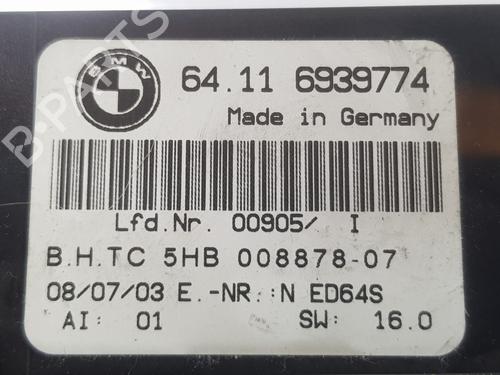 BMW
64.11 6939774
Made in Germany
Lfd.Nr. 00905/ I
B.H.TC 5HB 008878-07
08/07/03 E.-NR.:N ED64S
AI: 01 SW: 16.0
B-PARTS